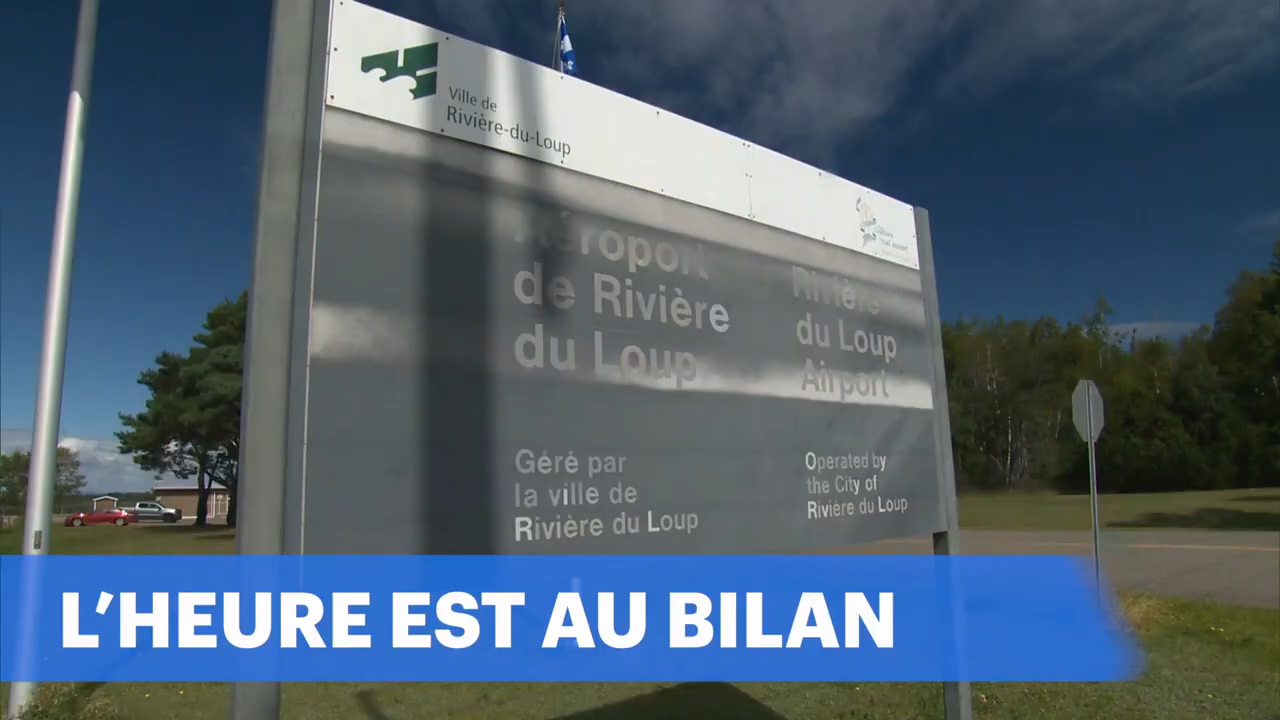 Ville de
Rivière-du-Loup
Aéroport
de Rivière
du Loup
Rivière
du Loup
Airport
Géré par
la ville de
Rivière du Loup
Operated by
the City of
Rivière du Loup
L'HEURE EST AU BILAN